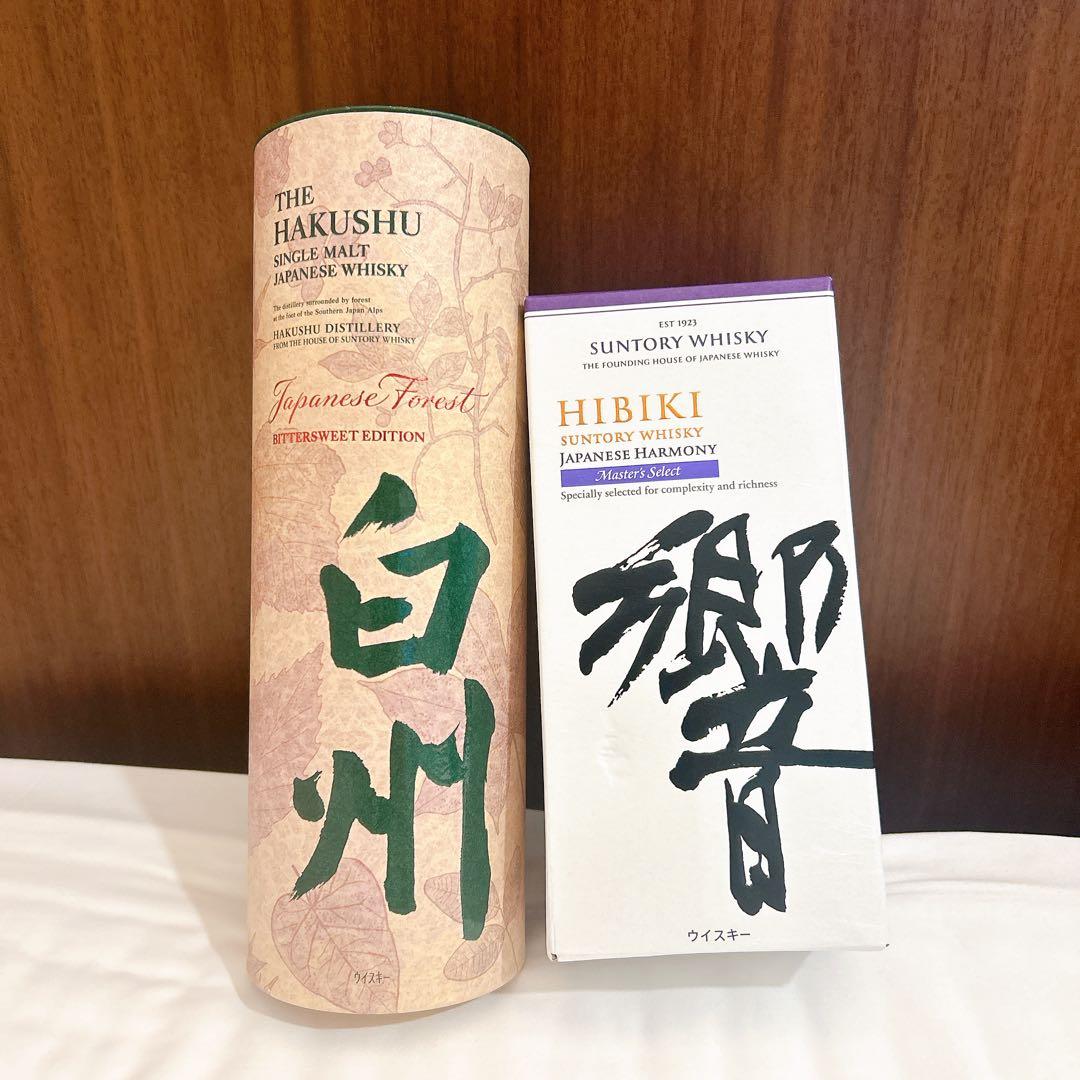 THE
HAKUSHU
SINGLE MALT
JAPANESE WHISKY
The distillery surrounded by forest
at the foot of the Southern Japan Alps
HAKUSHU DISTILLERY
FROM THE HOUSE OF SUNTORY WHISKY
Japanese Forest
BITTERSWEET EDITION
白
州
ウイスキー
EST 1923
SUNTORY WHISKY
THE FOUNDING HOUSE OF JAPANESE WHISKY
HIBIKI
SUNTORY WHISKY
JAPANESE HARMONY
Master's Select
Specially selected for complexity and richness
響
ウイスキー